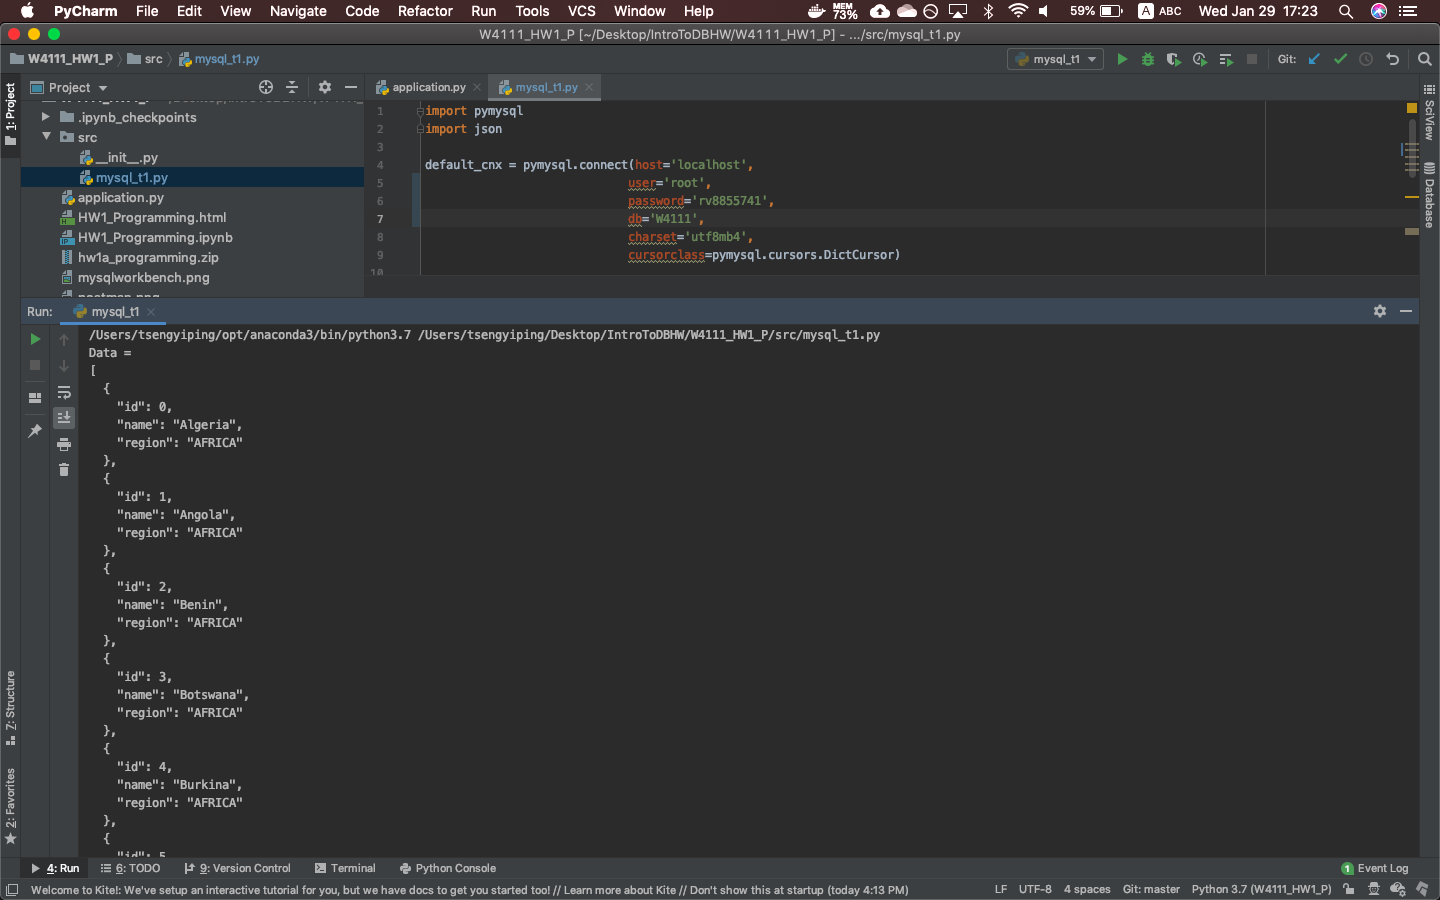 PyCharm File Edit View Navigate Code Refactor Run Tools VCS Window Help MEM 73% 59% A ABC Wed Jan 29 17:23
W4111_HW1_P [~/Desktop/IntroToDBHW/W4111_HW1_P] - .../src/mysql_t1.py
W4111_HW1_P src mysql_t1.py mysql_t1 Git:
Project application.py mysql_t1.py
1: Project
.ipynb_checkpoints
src
__init__.py
mysql_t1.py
application.py
HW1_Programming.html
HW1_Programming.ipynb
hw1a_programming.zip
mysqlworkbench.png
postman.png
1 import pymysql
2 import json
3
4 default_cnx = pymysql.connect(host='localhost',
5 user='root',
6 password='rv8855741',
7 db='W4111',
8 charset='utf8mb4',
9 cursorclass=pymysql.cursors.DictCursor)
10
SciView
Database
Run: mysql_t1
/Users/tsengyiping/opt/anaconda3/bin/python3.7 /Users/tsengyiping/Desktop/IntroToDBHW/W4111_HW1_P/src/mysql_t1.py
Data =
[
{
"id": 0,
"name": "Algeria",
"region": "AFRICA"
},
{
"id": 1,
"name": "Angola",
"region": "AFRICA"
},
{
"id": 2,
"name": "Benin",
"region": "AFRICA"
},
{
"id": 3,
"name": "Botswana",
"region": "AFRICA"
},
{
"id": 4,
"name": "Burkina",
"region": "AFRICA"
},
{
"id": 5,
Z: Structure
2: Favorites
4: Run 6: TODO 9: Version Control Terminal Python Console 1 Event Log
Welcome to Kite!: We've setup an interactive tutorial for you, but we have docs to get you started too! // Learn more about Kite // Don't show this at startup (today 4:13 PM) LF UTF-8 4 spaces Git: master Python 3.7 (W4111_HW1_P)